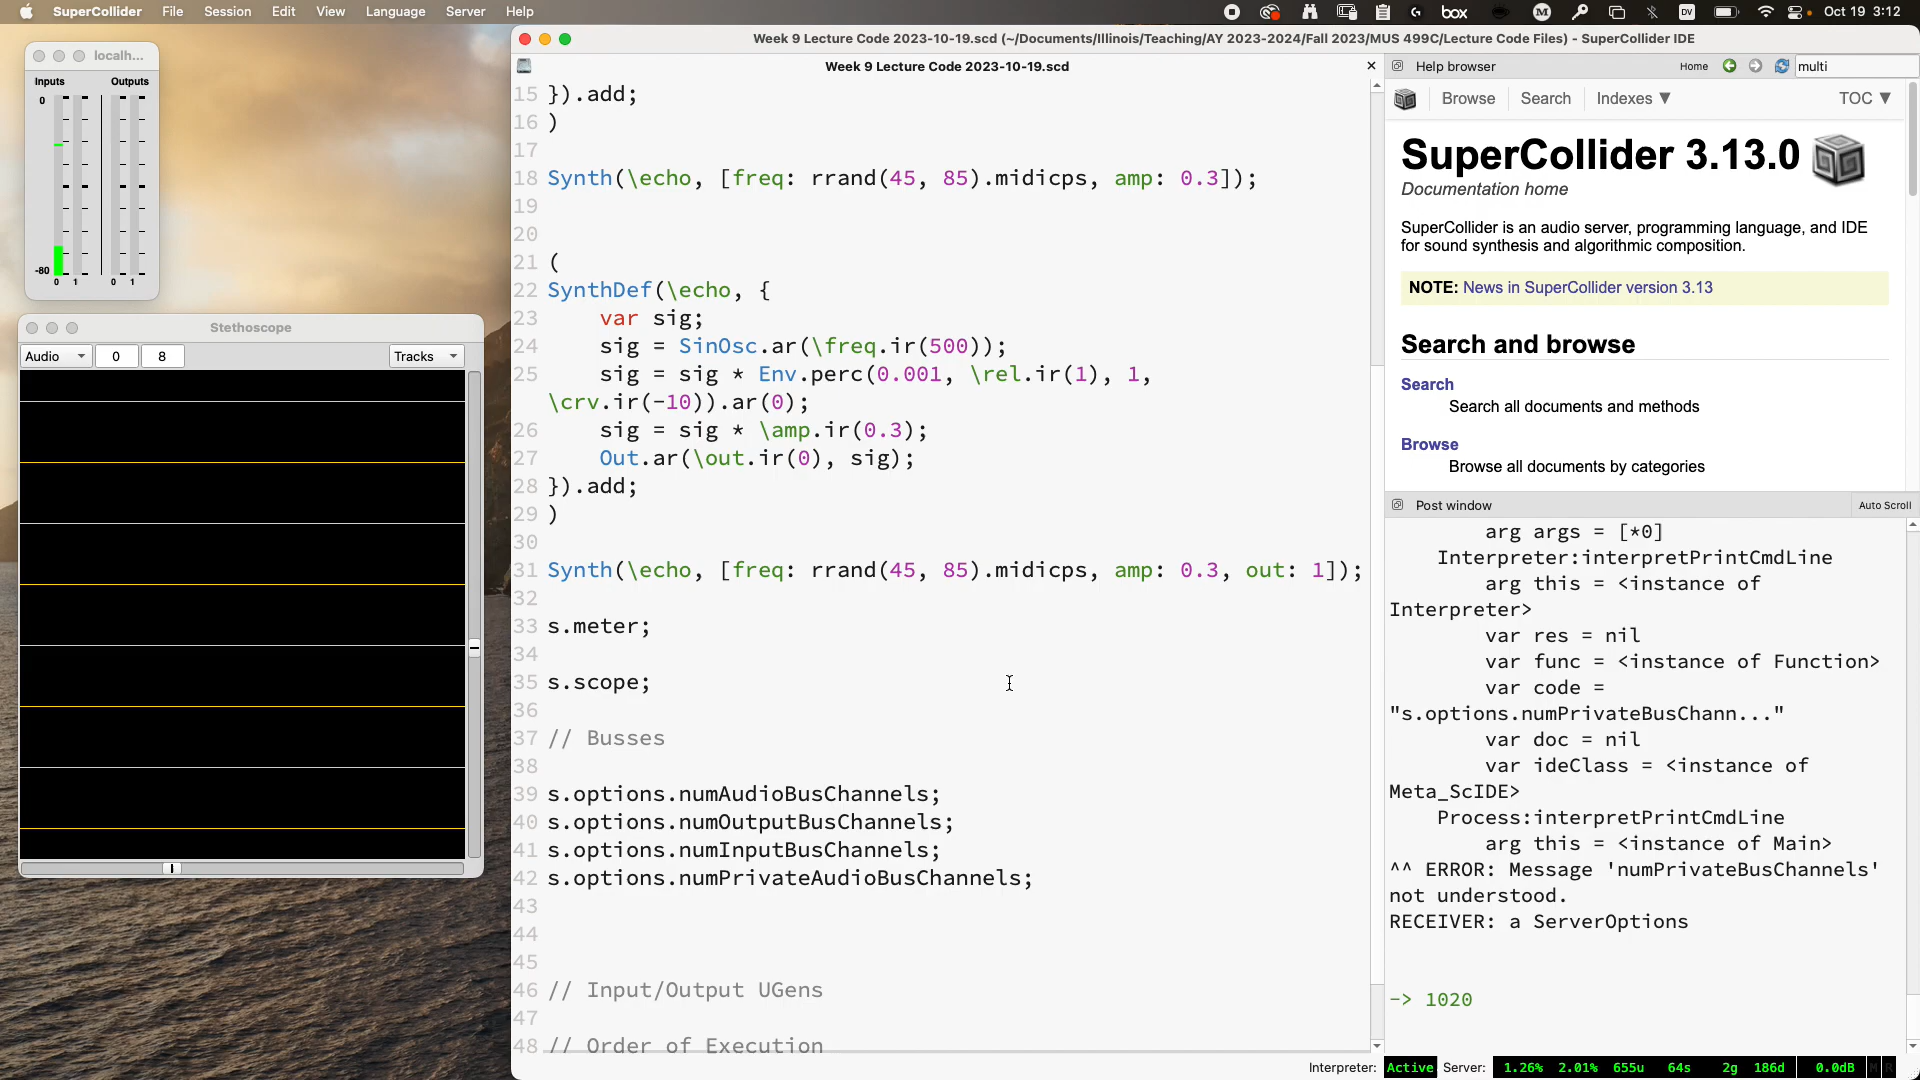 SuperCollider File Session Edit View Language Server Help
box
DV
Oct 19 3:12
localh...
Inputs Outputs
0
-80
0 1 0 1
Stethoscope
Audio 0 8 Tracks
Week 9 Lecture Code 2023-10-19.scd (~/Documents/Illinois/Teaching/AY 2023-2024/Fall 2023/MUS 499C/Lecture Code Files) - SuperCollider IDE
Week 9 Lecture Code 2023-10-19.scd
15 }).add;
16 )
17
18 Synth(\echo, [freq: rrand(45, 85).midicps, amp: 0.3]);
19
20
21 (
22 SynthDef(\echo, {
23 var sig;
24 sig = SinOsc.ar(\freq.ir(500));
25 sig = sig * Env.perc(0.001, \rel.ir(1), 1,
\crv.ir(-10)).ar(0);
26 sig = sig * \amp.ir(0.3);
27 Out.ar(\out.ir(0), sig);
28 }).add;
29 )
30
31 Synth(\echo, [freq: rrand(45, 85).midicps, amp: 0.3, out: 1]);
32
33 s.meter;
34
35 s.scope;
36
37 // Busses
38
39 s.options.numAudioBusChannels;
40 s.options.numOutputBusChannels;
41 s.options.numInputBusChannels;
42 s.options.numPrivateAudioBusChannels;
43
44
45
46 // Input/Output UGens
47
48 // Order of Execution
Help browser Home multi
Browse Search Indexes ▼ TOC ▼
SuperCollider 3.13.0
Documentation home
SuperCollider is an audio server, programming language, and IDE
for sound synthesis and algorithmic composition.
NOTE: News in SuperCollider version 3.13
Search and browse
Search
Search all documents and methods
Browse
Browse all documents by categories
Post window Auto Scroll
arg args = [*0]
Interpreter:interpretPrintCmdLine
arg this = <instance of
Interpreter>
var res = nil
var func = <instance of Function>
var code =
"s.options.numPrivateBusChann..."
var doc = nil
var ideClass = <instance of
Meta_ScIDE>
Process:interpretPrintCmdLine
arg this = <instance of Main>
^^ ERROR: Message 'numPrivateBusChannels'
not understood.
RECEIVER: a ServerOptions
-> 1020
Interpreter: Active Server: 1.26% 2.01% 655u 64s 2g 186d 0.0dB M R